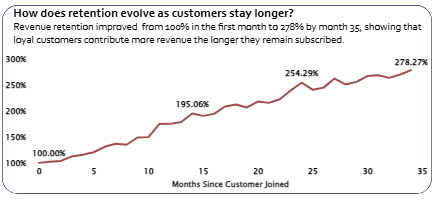 How does retention evolve as customers stay longer?
Revenue retention improved from 100% in the first month to 278% by month 35, showing that
loyal customers contribute more revenue the longer they remain subscribed.
300%
278.27%
254.29%
250%
195.06%
200%
150%
100.00%
100%
0 5 10 15 20 25 30 35
Months Since Customer Joined